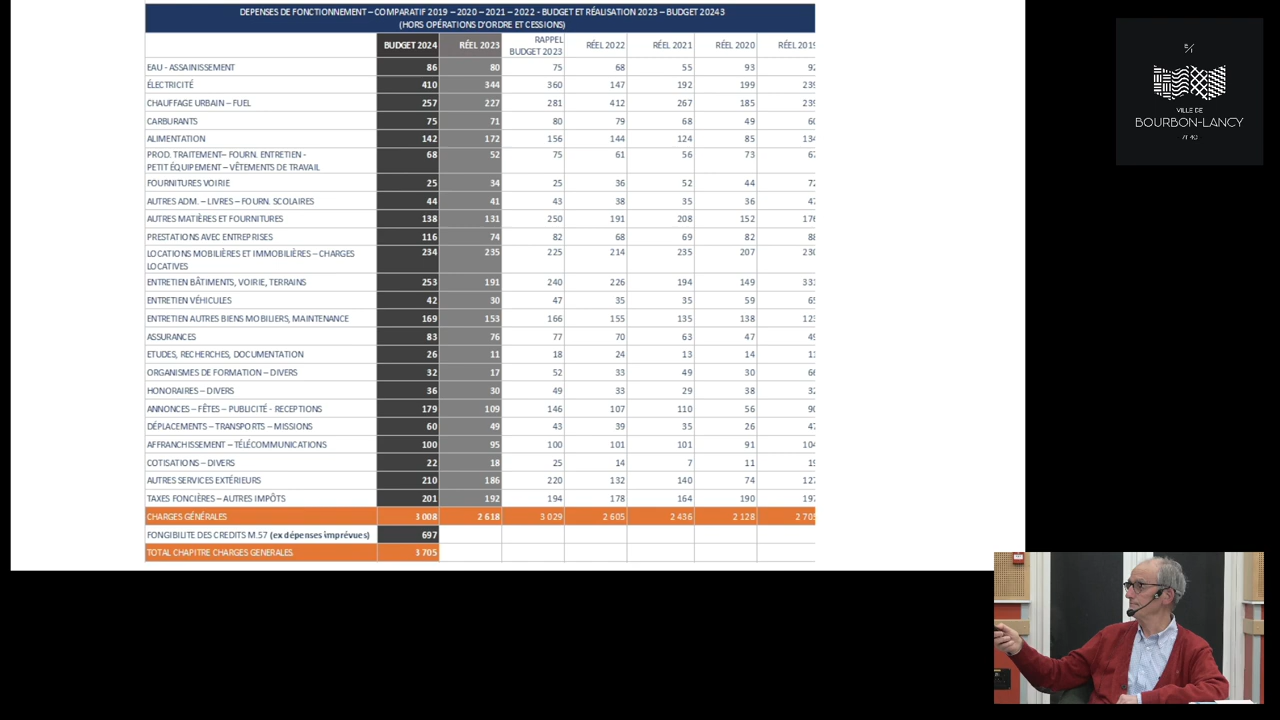 DEPENSES DE FONCTIONNEMENT – COMPARATIF 2019 – 2020 – 2021 – 2022 - BUDGET ET RÉALISATION 2023 – BUDGET 20243
(HORS OPÉRATIONS D'ORDRE ET CESSIONS)
BUDGET 2024 RÉEL 2023 RAPPEL BUDGET 2023 RÉEL 2022 RÉEL 2021 RÉEL 2020 RÉEL 2019
EAU - ASSAINISSEMENT 86 80 75 68 55 93
ÉLECTRICITÉ 410 344 360 147 192 199
CHAUFFAGE URBAIN – FUEL 257 227 281 412 267 185
CARBURANTS 75 71 80 79 68 49
ALIMENTATION 142 172 156 144 124 85
PROD. TRAITEMENT– FOURN. ENTRETIEN - 68 52 75 61 56 73
PETIT ÉQUIPEMENT – VÊTEMENTS DE TRAVAIL
FOURNITURES VOIRIE 25 34 25 36 52 44
AUTRES ADM. – LIVRES – FOURN. SCOLAIRES 44 41 43 38 35 36
AUTRES MATIÈRES ET FOURNITURES 138 131 250 191 208 152
PRESTATIONS AVEC ENTREPRISES 116 74 82 68 69 82
LOCATIONS MOBILIÈRES ET IMMOBILIÈRES – CHARGES 234 235 225 214 235 207
LOCATIVES
ENTRETIEN BÂTIMENTS, VOIRIE, TERRAINS 253 191 240 226 194 149
ENTRETIEN VÉHICULES 42 30 47 35 35 59
ENTRETIEN AUTRES BIENS MOBILIERS, MAINTENANCE 169 153 166 155 135 138
ASSURANCES 83 76 77 70 63 47
ETUDES, RECHERCHES, DOCUMENTATION 26 11 18 24 13 14
ORGANISMES DE FORMATION – DIVERS 32 17 52 33 49 30
HONORAIRES – DIVERS 36 30 49 33 29 38
ANNONCES – FÊTES – PUBLICITÉ - RECEPTIONS 179 109 146 107 110 56
DÉPLACEMENTS – TRANSPORTS – MISSIONS 60 49 43 39 35 26
AFFRANCHISSEMENT – TÉLÉCOMMUNICATIONS 100 95 100 101 101 91
COTISATIONS – DIVERS 22 18 25 14 7 11
AUTRES SERVICES EXTÉRIEURS 210 186 220 132 140 74
TAXES FONCIÈRES – AUTRES IMPÔTS 201 192 194 178 164 190
CHARGES GÉNÉRALES 3 008 2 618 3 029 2 605 2 436 2 128
FONGIBILITE DES CREDITS M.57 (ex dépenses imprévues) 697
TOTAL CHAPITRE CHARGES GENERALES 3 705
VILLE DE
BOURBON-LANCY